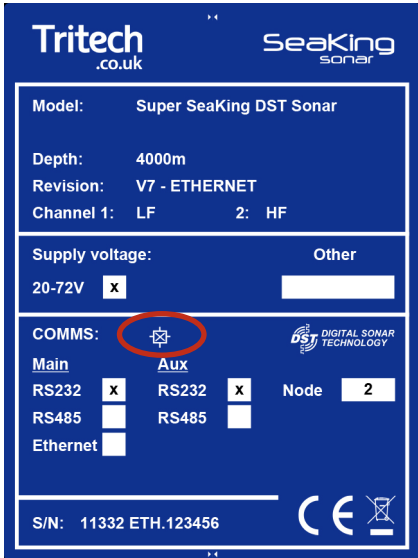 Tritech
.co.uk
SeaKing
sonar
Model: Super SeaKing DST Sonar
Depth: 4000m
Revision: V7 - ETHERNET
Channel 1: LF 2: HF
Supply voltage: Other
20-72V x
COMMS: DST DIGITAL SONAR
TECHNOLOGY
Main Aux
RS232 x RS232 x Node 2
RS485 RS485
Ethernet
S/N: 11332 ETH.123456 CE